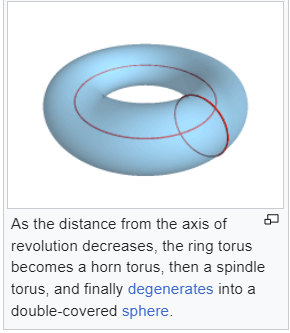 As the distance from the axis of
revolution decreases, the ring torus
becomes a horn torus, then a spindle
torus, and finally degenerates into a
double-covered sphere.